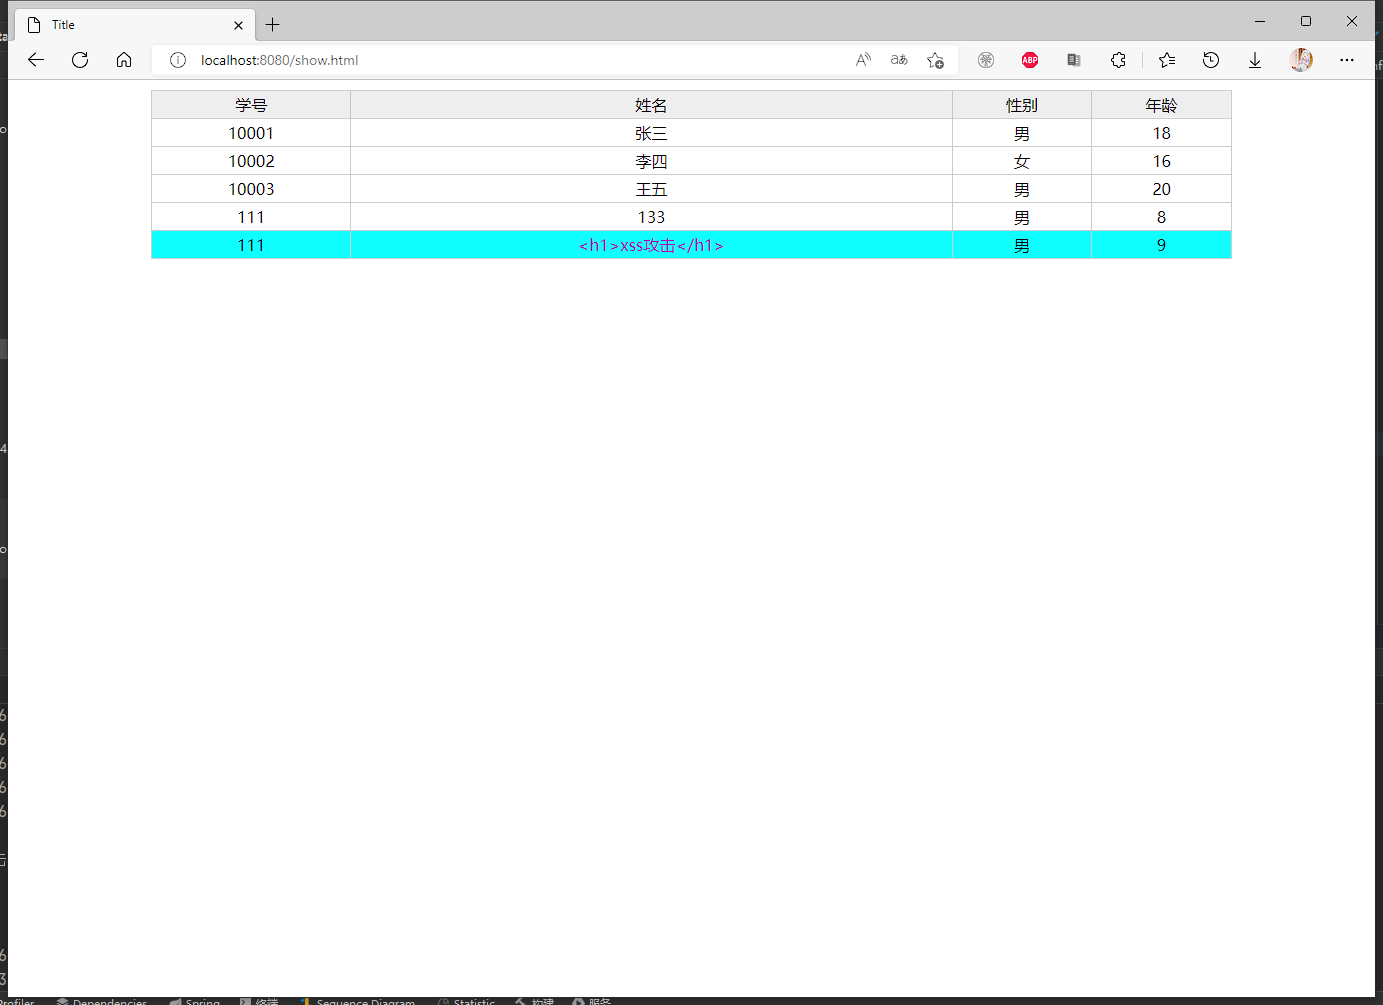 Title
localhost:8080/show.html
ABP
学号 姓名 性别 年龄
10001 张三 男 18
10002 李四 女 16
10003 王五 男 20
111 133 男 8
111 <h1>xss攻击</h1> 男 9
Profiler Dependencies Spring 终端 Sequence Diagram Statistic 构建 服务